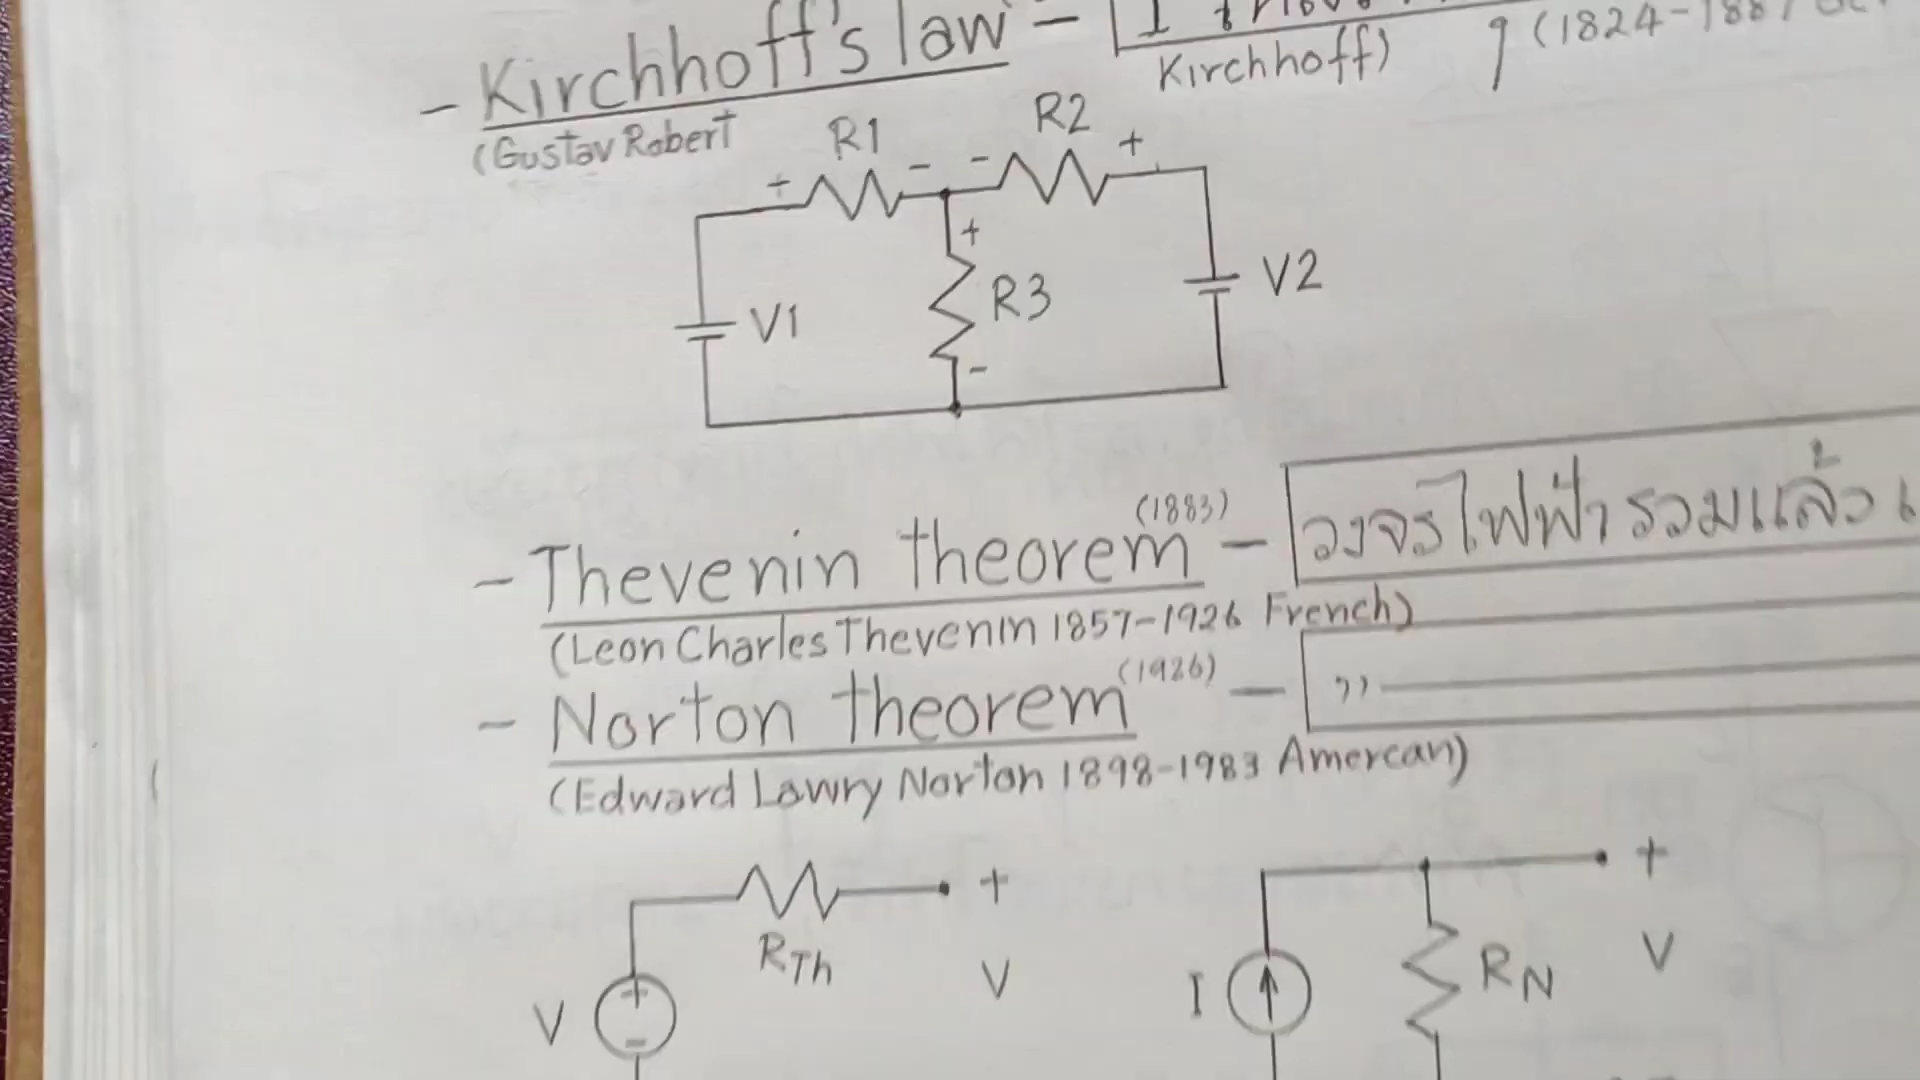 - Kirchhoff's law -
(Gustav Robert
Kirchhoff)
(1824-188
R1
R2
+ - - +
+
V1
R3
V2
-
- Thevenin theorem (1883) - วงจรไฟฟ้ารวมแล้ว
(Leon Charles Thevenin 1857-1926 French)
- Norton theorem (1926) - ,,
(Edward Lawry Norton 1898-1983 Amercan)
+
RTh
V
V
+
-
+
I
RN
V